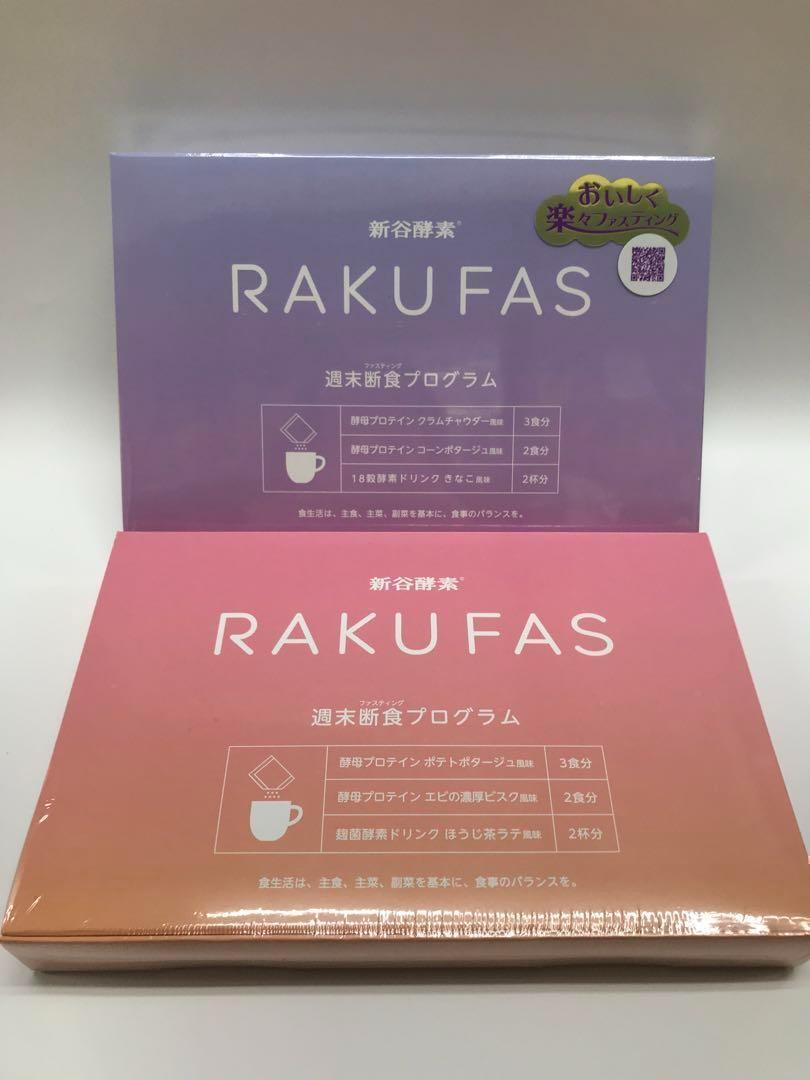 おいしく
楽々ファスティング
新谷酵素®
RAKUFAS
ファスティング
週末断食プログラム
酵母プロテイン クラムチャウダー風味 3食分
酵母プロテイン コーンポタージュ風味 2食分
18穀酵素ドリンク きなこ風味 2杯分
食生活は、主食、主菜、副菜を基本に、食事のバランスを。
新谷酵素®
RAKUFAS
ファスティング
週末断食プログラム
酵母プロテイン ポテトポタージュ風味 3食分
酵母プロテイン エビの濃厚ビスク風味 2食分
麹菌酵素ドリンク ほうじ茶ラテ風味 2杯分
食生活は、主食、主菜、副菜を基本に、食事のバランスを。